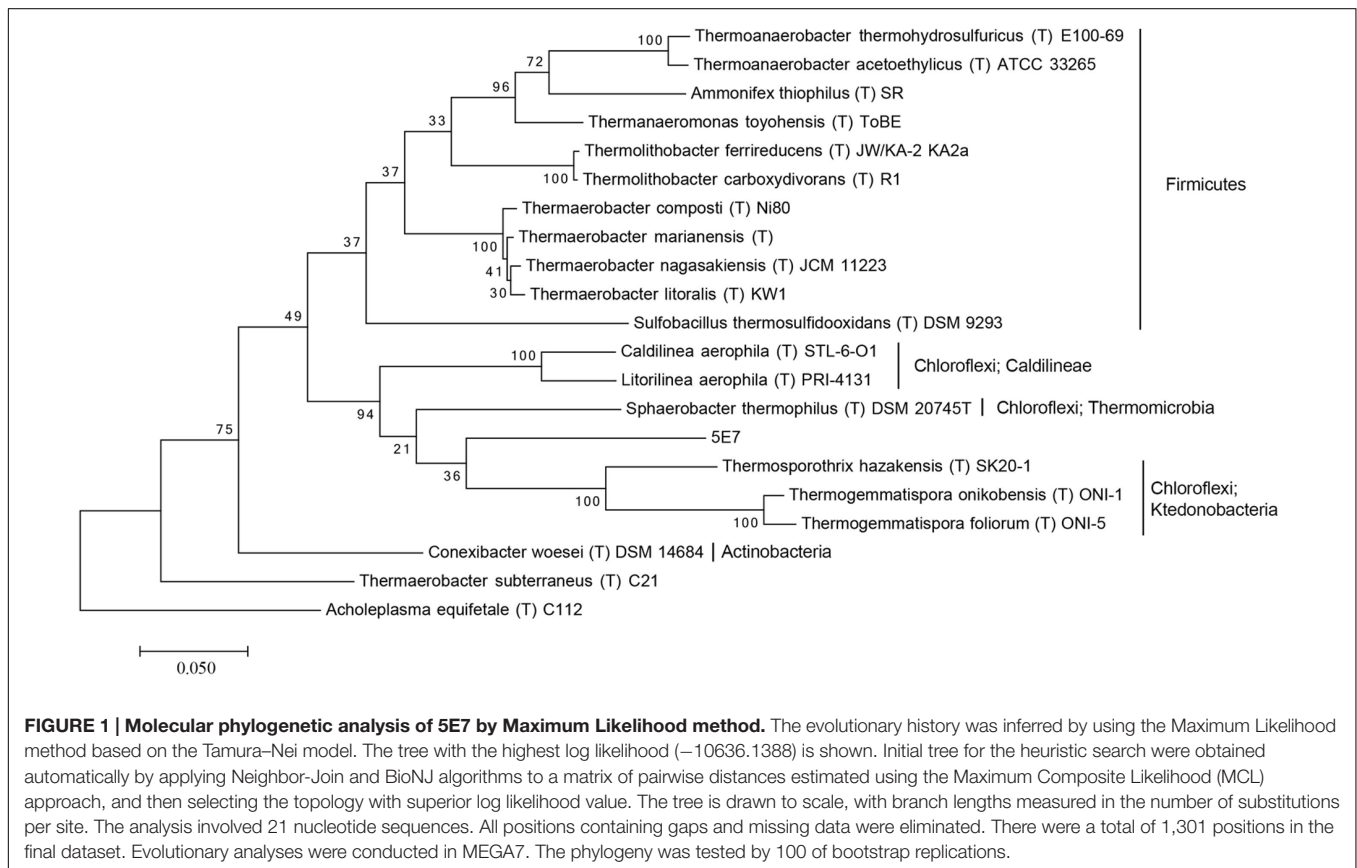 Thermoanaerobacter thermohydrosulfuricus (T) E100-69
100
Thermoanaerobacter acetoethylicus (T) ATCC 33265
72
Ammonifex thiophilus (T) SR
96
Thermanaeromonas toyohensis (T) ToBE
33
Thermolithobacter ferrireducens (T) JW/KA-2 KA2a
100
Thermolithobacter carboxydivorans (T) R1
37
Firmicutes
Thermaerobacter composti (T) Ni80
Thermaerobacter marianensis (T)
100
37
Thermaerobacter nagasakiensis (T) JCM 11223
41
Thermaerobacter litoralis (T) KW1
30
49
Sulfobacillus thermosulfidooxidans (T) DSM 9293
Caldilinea aerophila (T) STL-6-O1
100
Chloroflexi; Caldilineae
Litorilinea aerophila (T) PRI-4131
94
Sphaerobacter thermophilus (T) DSM 20745T
Chloroflexi; Thermomicrobia
75
21
5E7
36
Thermosporothrix hazakensis (T) SK20-1
100
Thermogemmatispora onikobensis (T) ONI-1
100
Thermogemmatispora foliorum (T) ONI-5
Chloroflexi;
Ktedonobacteria
Conexibacter woesei (T) DSM 14684
Actinobacteria
Thermaerobacter subterraneus (T) C21
Acholeplasma equifetale (T) C112
0.050
FIGURE 1 | Molecular phylogenetic analysis of 5E7 by Maximum Likelihood method. The evolutionary history was inferred by using the Maximum Likelihood
method based on the Tamura–Nei model. The tree with the highest log likelihood (−10636.1388) is shown. Initial tree for the heuristic search were obtained
automatically by applying Neighbor-Join and BioNJ algorithms to a matrix of pairwise distances estimated using the Maximum Composite Likelihood (MCL)
approach, and then selecting the topology with superior log likelihood value. The tree is drawn to scale, with branch lengths measured in the number of substitutions
per site. The analysis involved 21 nucleotide sequences. All positions containing gaps and missing data were eliminated. There were a total of 1,301 positions in the
final dataset. Evolutionary analyses were conducted in MEGA7. The phylogeny was tested by 100 of bootstrap replications.